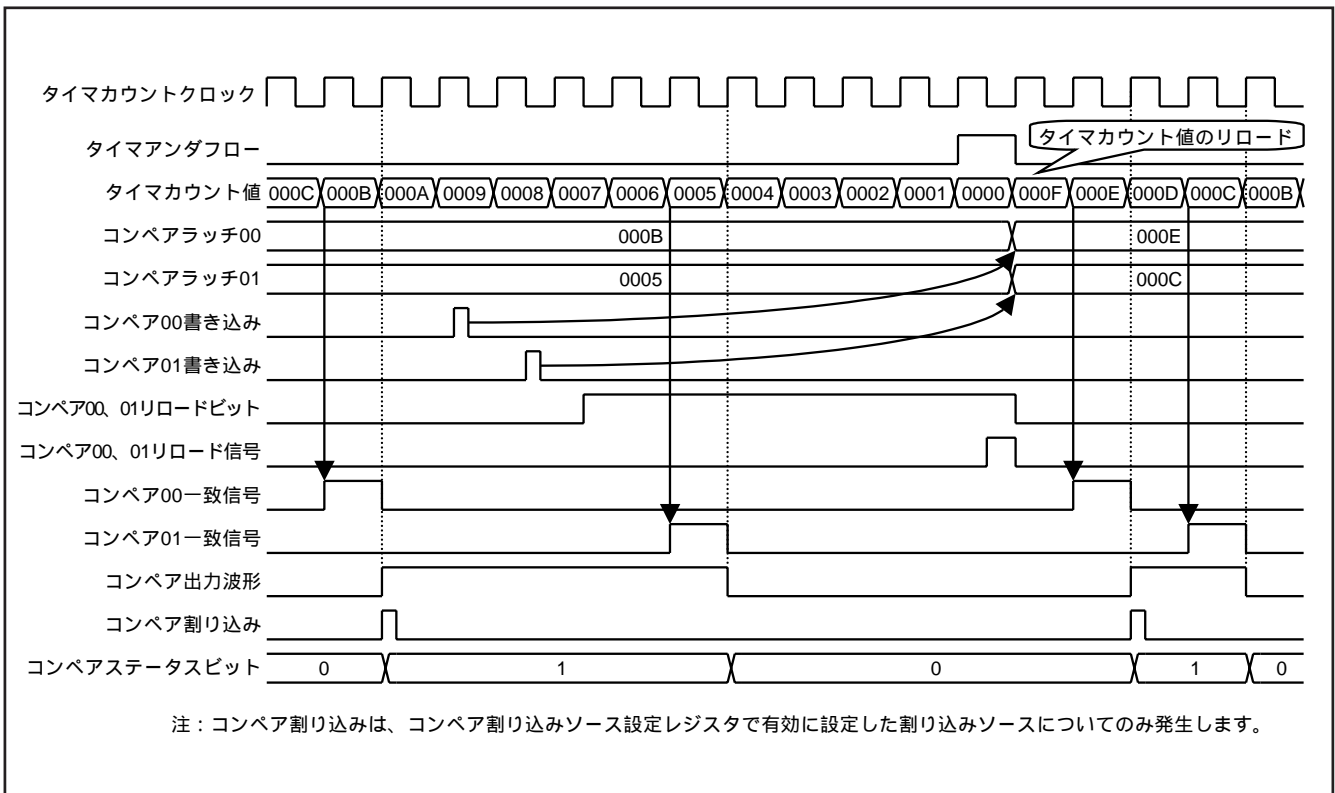 タイマカウントクロック
タイマアンダフロー
タイマカウント値のリロード
タイマカウント値 000C 000B 000A 0009 0008 0007 0006 0005 0004 0003 0002 0001 0000 000F 000E 000D 000C 000B
コンペアラッチ00 000B 000E
コンペアラッチ01 0005 000C
コンペア00書き込み
コンペア01書き込み
コンペア00、01リロードビット
コンペア00、01リロード信号
コンペア00一致信号
コンペア01一致信号
コンペア出力波形
コンペア割り込み
コンペアステータスビット 0 1 0 1 0
注：コンペア割り込みは、コンペア割り込みソース設定レジスタで有効に設定した割り込みソースについてのみ発生します。